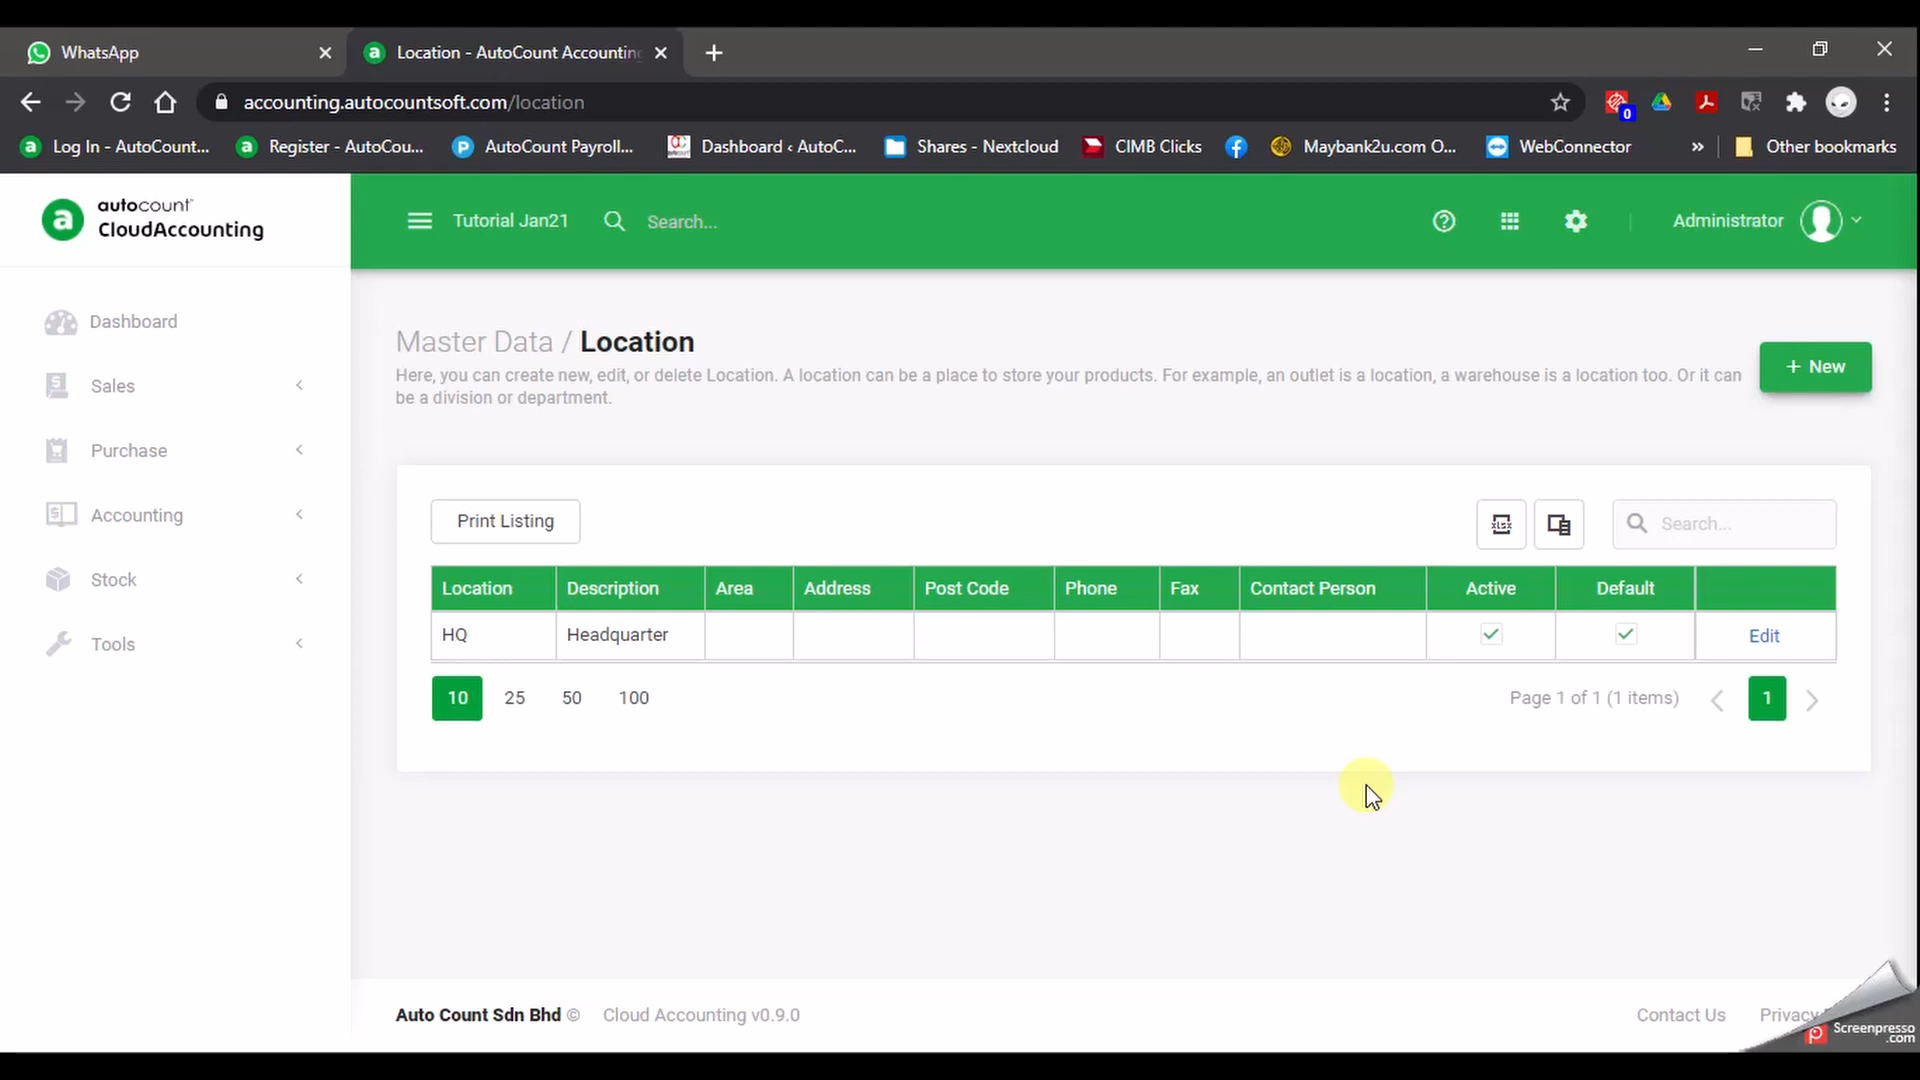 WhatsApp
Location - AutoCount Accounting
accounting.autocountsoft.com/location
0
Log In - AutoCount...
Register - AutoCou...
AutoCount Payroll...
Dashboard ‹ AutoC...
Shares - Nextcloud
CIMB Clicks
Maybank2u.com O...
WebConnector
»
Other bookmarks
autocount
CloudAccounting
Tutorial Jan21
Search...
Administrator
Dashboard
Sales
Purchase
Accounting
Stock
Tools
Master Data / Location
Here, you can create new, edit, or delete Location. A location can be a place to store your products. For example, an outlet is a location, a warehouse is a location too. Or it can
be a division or department.
+ New
Print Listing
xlsx
Search...
Location Description Area Address Post Code Phone Fax Contact Person Active Default
HQ Headquarter Edit
10 25 50 100
Page 1 of 1 (1 items)
1
Auto Count Sdn Bhd © Cloud Accounting v0.9.0
Contact Us
Privacy
Screenpresso
.com